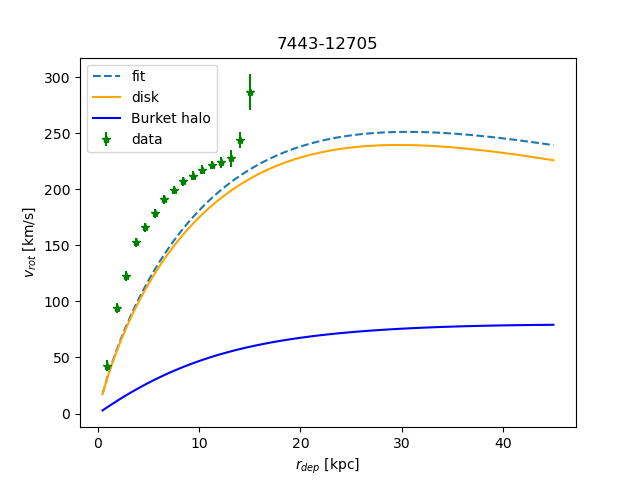 7443-12705
fit
disk
Burket halo
data
300
250
200
150
100
50
0
v_rot [km/s]
0 10 20 30 40
r_dep [kpc]